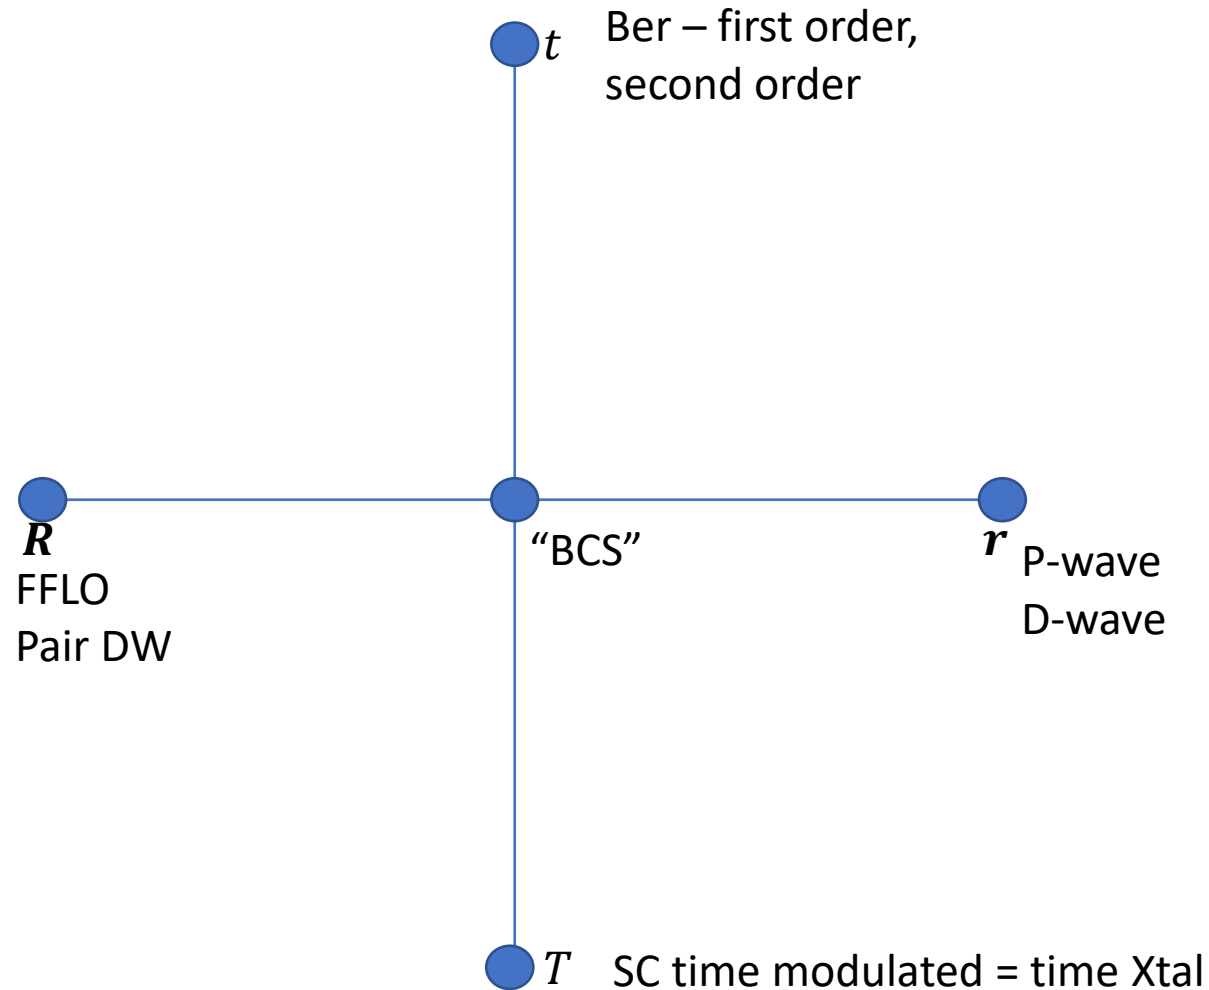 t
Ber – first order,
second order
R
FFLO
Pair DW
“BCS”
r
P-wave
D-wave
T
SC time modulated = time Xtal